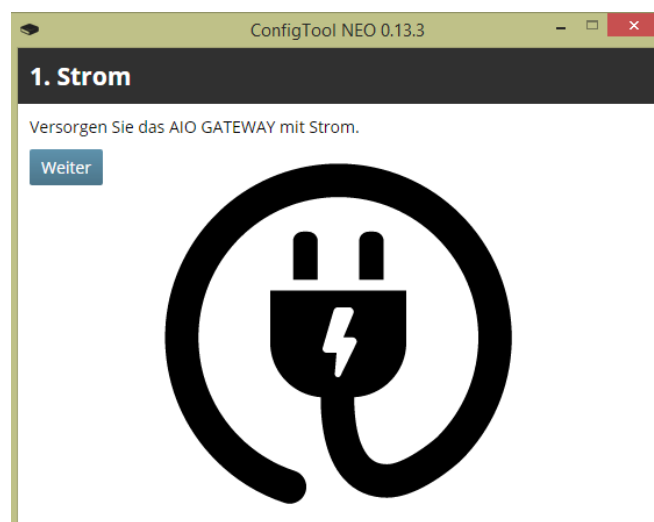 ConfigTool NEO 0.13.3
1. Strom
Versorgen Sie das AIO GATEWAY mit Strom.
Weiter